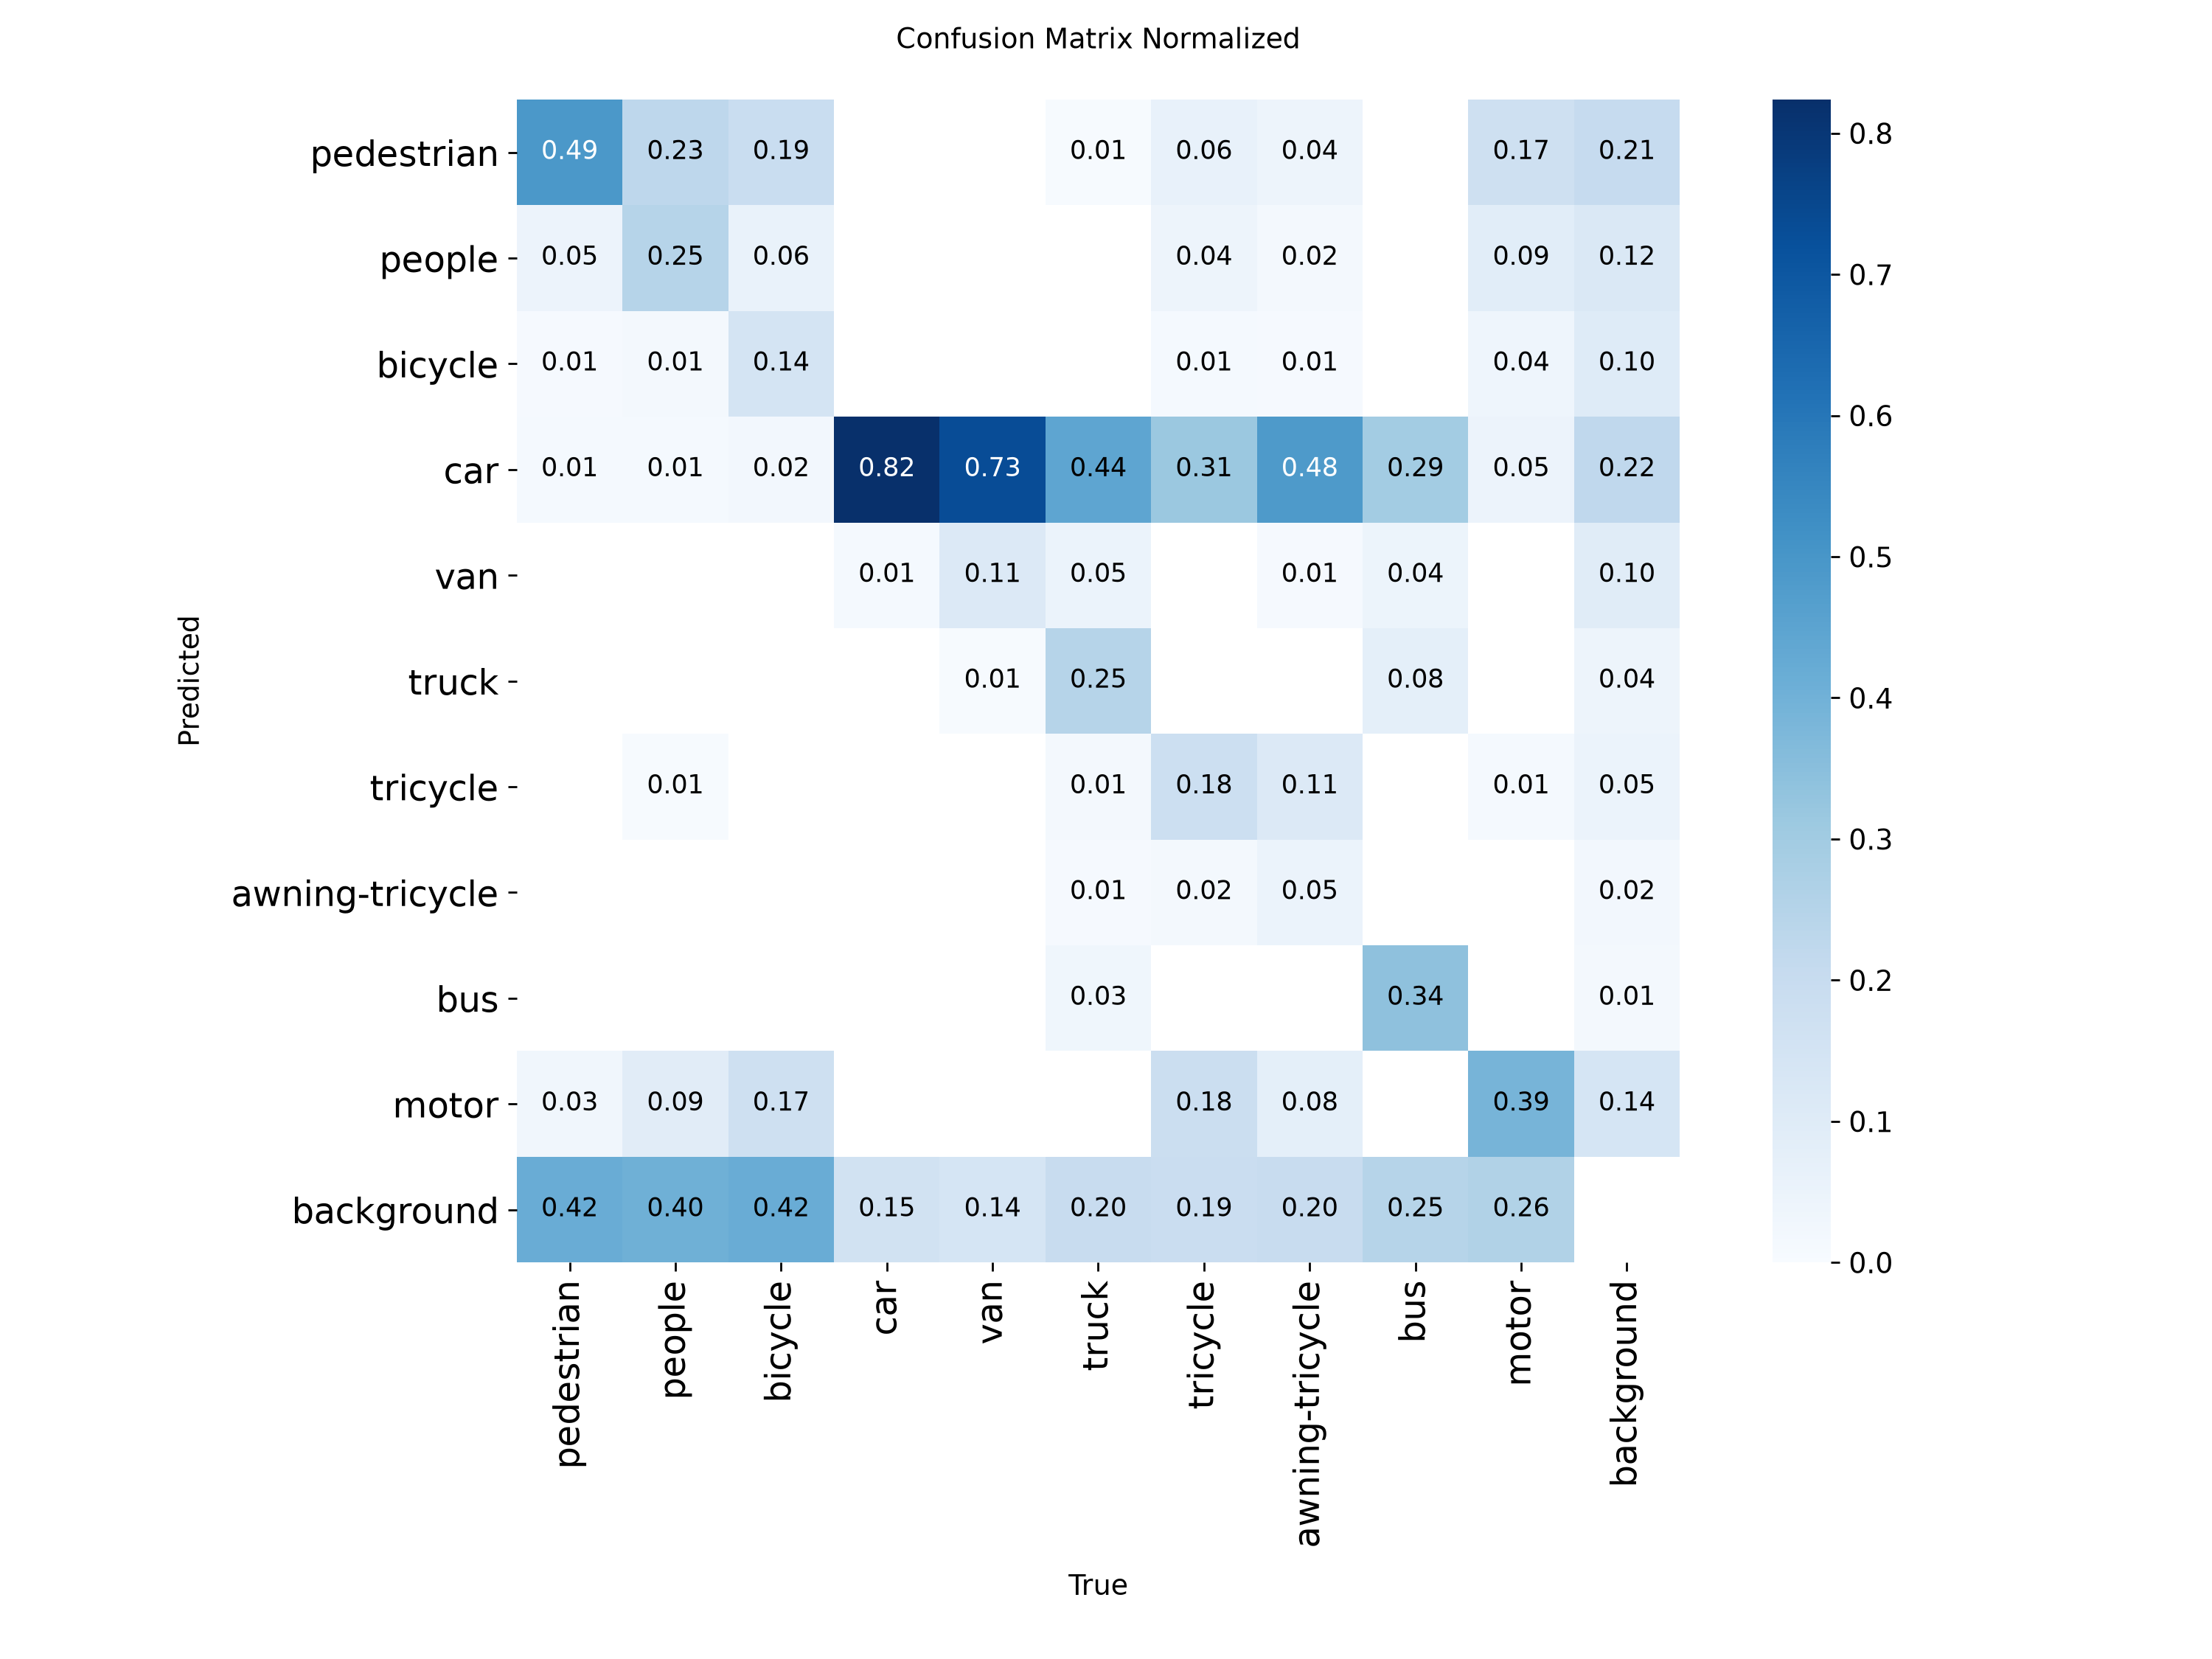 Confusion Matrix Normalized
pedestrian 0.49 0.23 0.19 0.01 0.06 0.04 0.17 0.21
people 0.05 0.25 0.06 0.04 0.02 0.09 0.12
bicycle 0.01 0.01 0.14 0.01 0.01 0.04 0.10
car 0.01 0.01 0.02 0.82 0.73 0.44 0.31 0.48 0.29 0.05 0.22
van 0.01 0.11 0.05 0.01 0.04 0.10
truck 0.01 0.25 0.08 0.04
tricycle 0.01 0.01 0.18 0.11 0.01 0.05
awning-tricycle 0.01 0.02 0.05 0.02
bus 0.03 0.34 0.01
motor 0.03 0.09 0.17 0.18 0.08 0.39 0.14
background 0.42 0.40 0.42 0.15 0.14 0.20 0.19 0.20 0.25 0.26
Predicted
pedestrian
people
bicycle
car
van
truck
tricycle
awning-tricycle
bus
motor
background
True
0.8
0.7
0.6
0.5
0.4
0.3
0.2
0.1
0.0